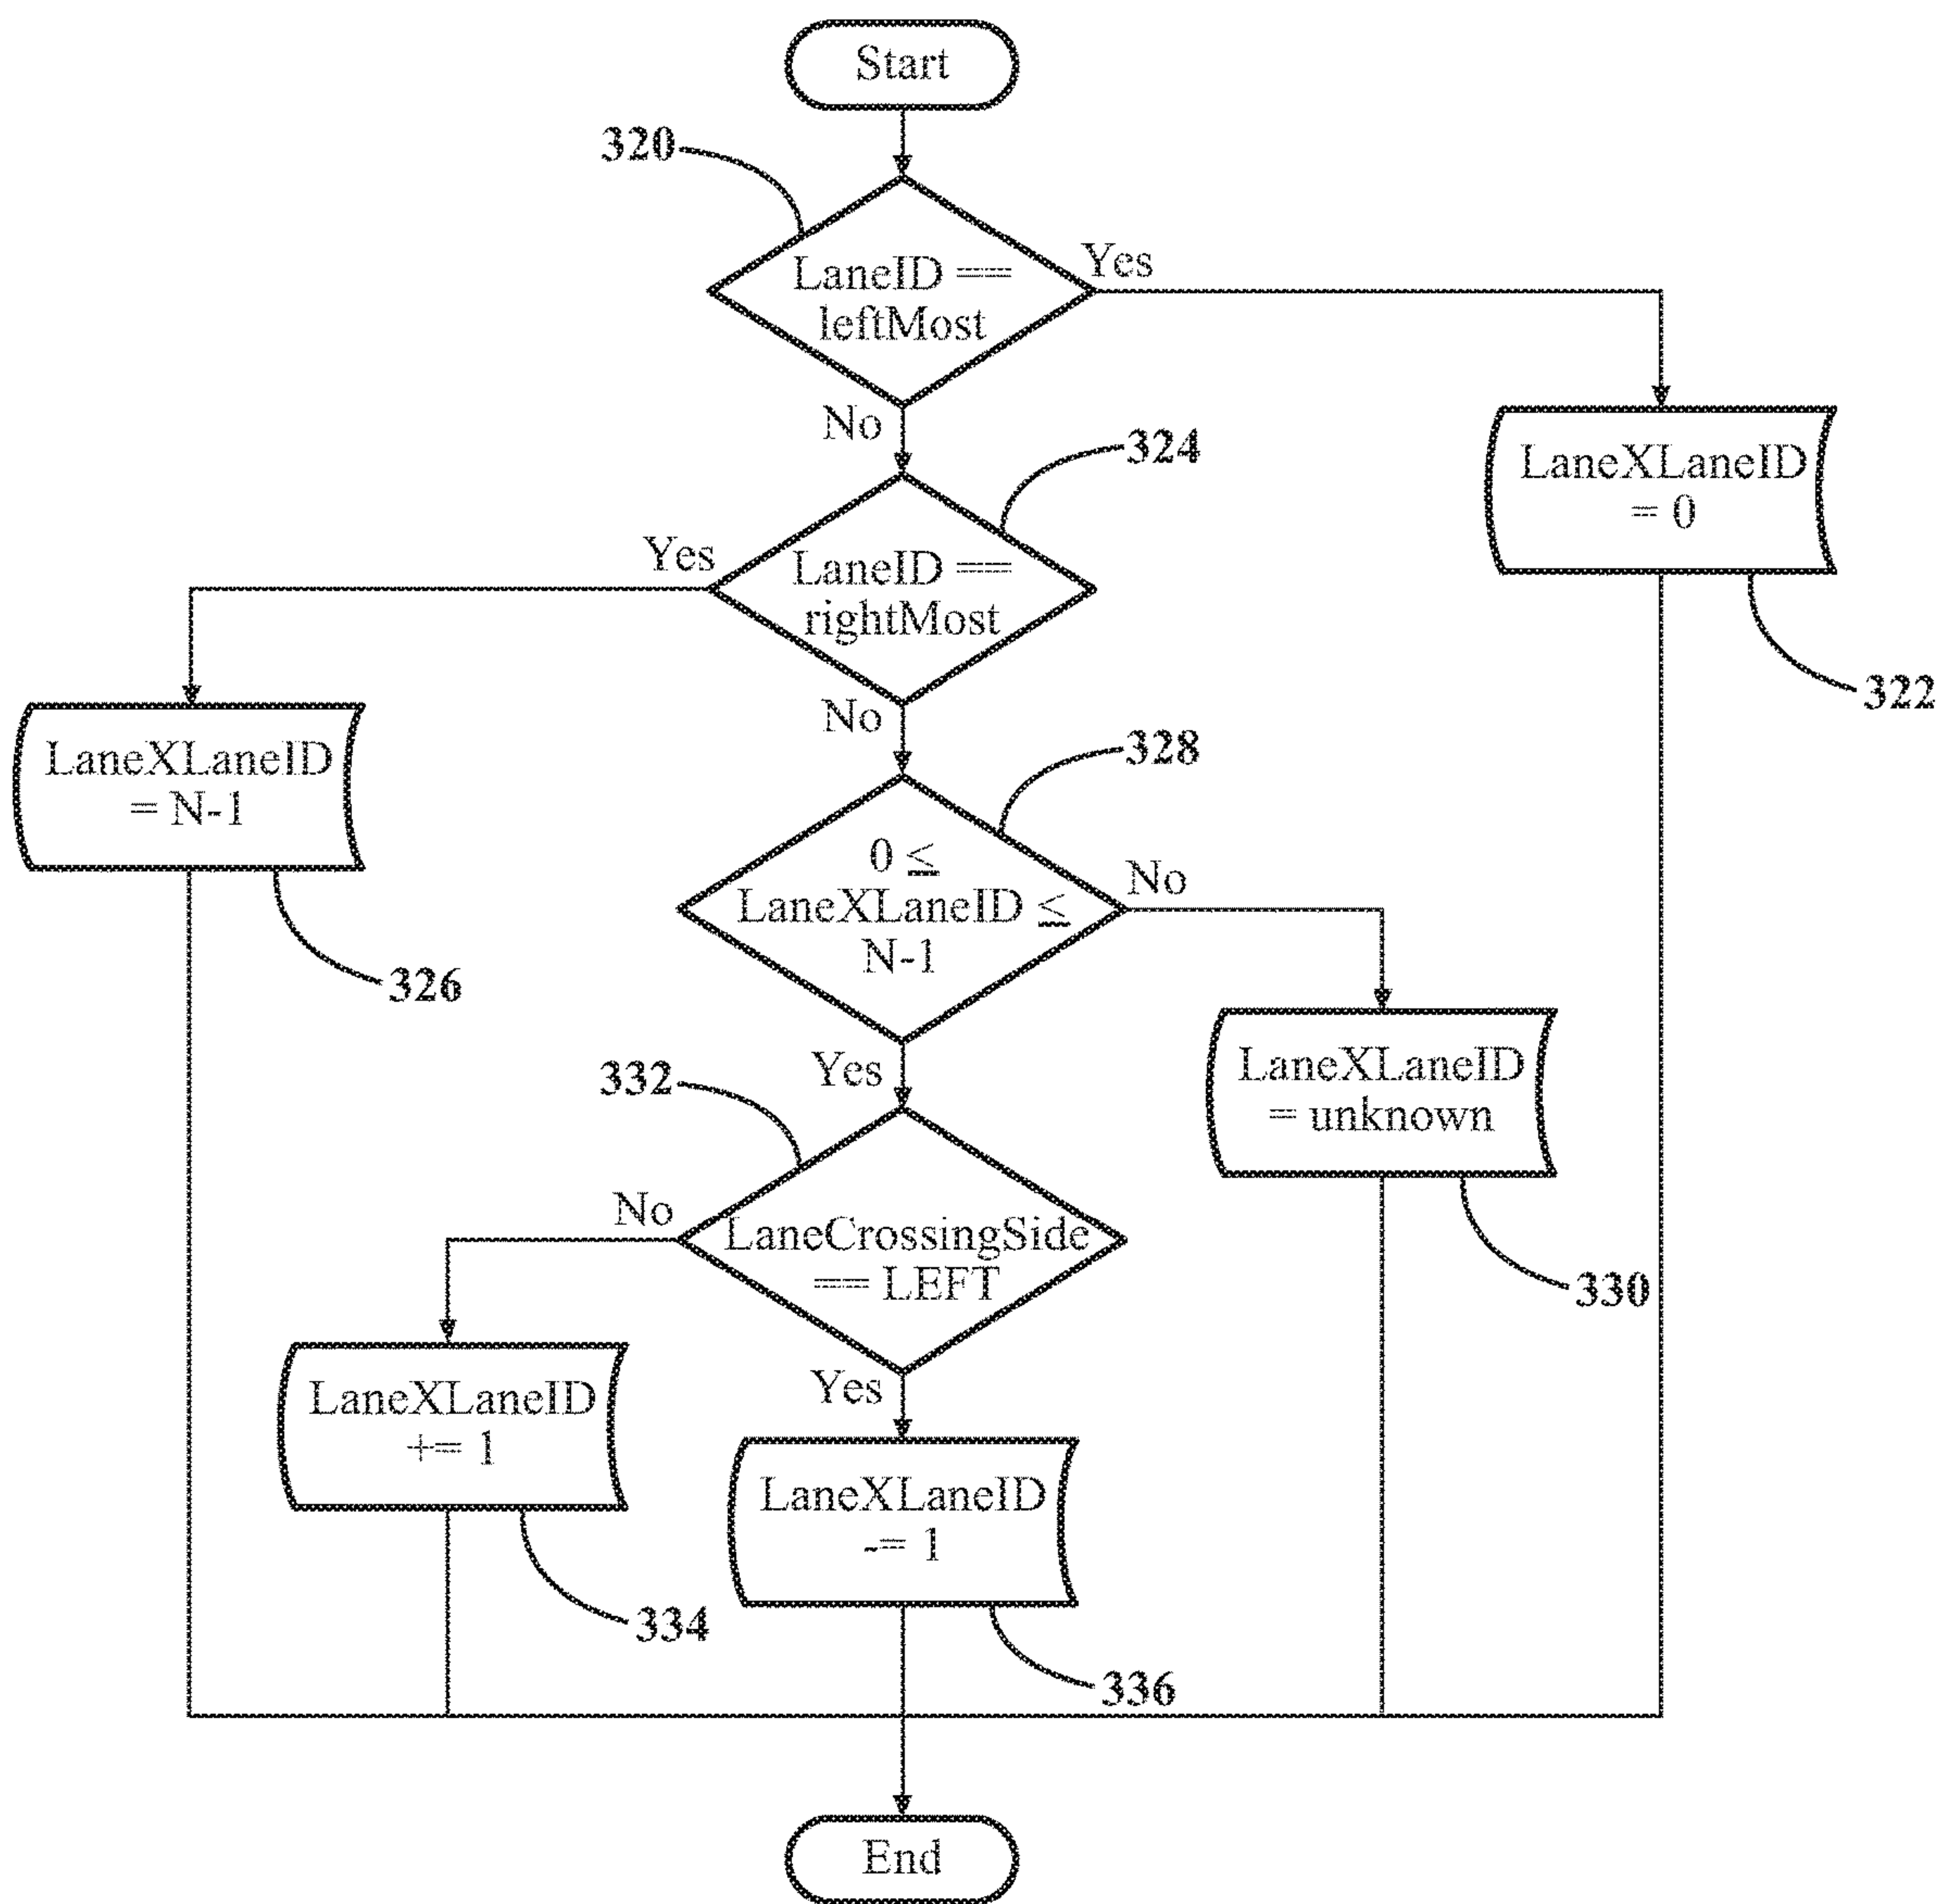 Start
320
LaneID ==
leftMost
Yes
No
324
LaneXLaneID
= 0
Yes
LaneID ==
rightMost
322
No
328
LaneXLaneID
= N-1
0 ≤
LaneXLaneID ≤
N-1
No
326
LaneXLaneID
= unknown
Yes
332
No
LaneCrossingSide
== LEFT
330
LaneXLaneID
+= 1
Yes
LaneXLaneID
-= 1
334
336
End